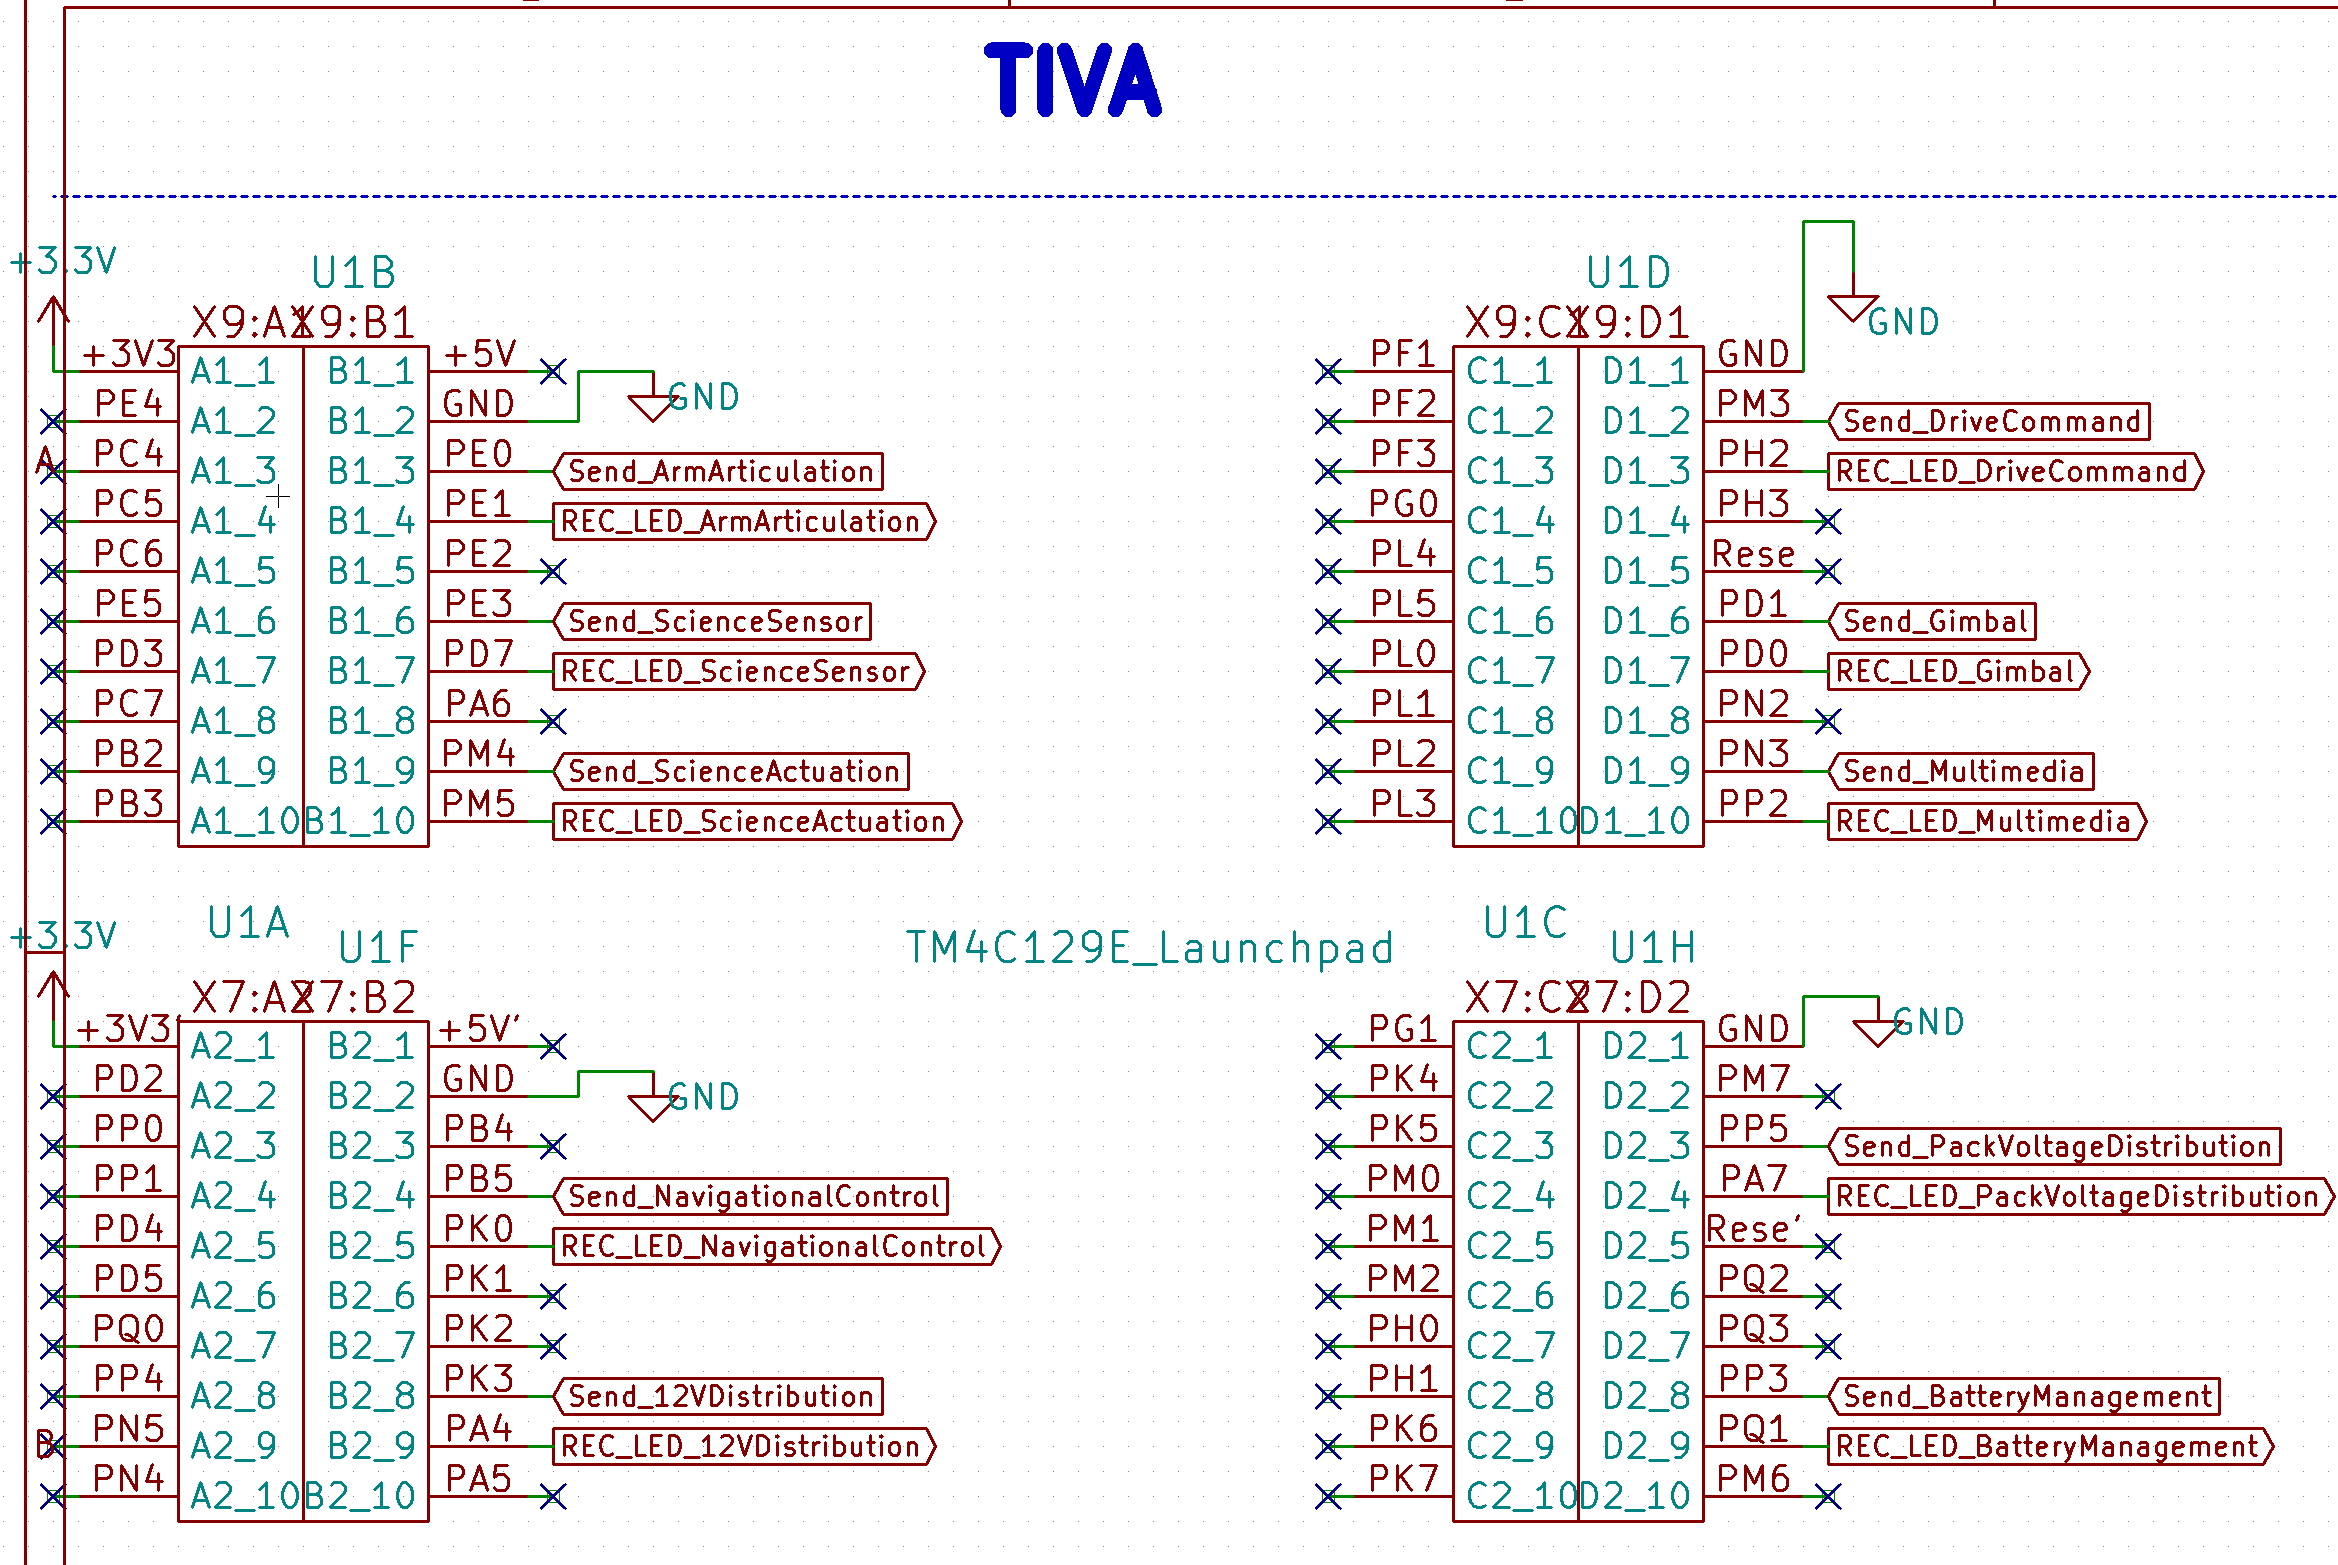 TIVA
+3.3V
U1B
X9:A1 X9:B1
+3V3 A1_1 B1_1 +5V
GND
PE4 A1_2 B1_2 GND
A
PC4 A1_3 B1_3 PE0 Send_ArmArticulation
PC5 A1_4 B1_4 PE1 REC_LED_ArmArticulation
PC6 A1_5 B1_5 PE2
PE5 A1_6 B1_6 PE3 Send_ScienceSensor
PD3 A1_7 B1_7 PD7 REC_LED_ScienceSensor
PC7 A1_8 B1_8 PA6
PB2 A1_9 B1_9 PM4 Send_ScienceActuation
PB3 A1_10 B1_10 PM5 REC_LED_ScienceActuation
U1D
X9:C1 X9:D1
GND
PF1 C1_1 D1_1 GND
PF2 C1_2 D1_2 PM3 Send_DriveCommand
PF3 C1_3 D1_3 PH2 REC_LED_DriveCommand
PG0 C1_4 D1_4 PH3
PL4 C1_5 D1_5 Rese
PL5 C1_6 D1_6 PD1 Send_Gimbal
PL0 C1_7 D1_7 PD0 REC_LED_Gimbal
PL1 C1_8 D1_8 PN2
PL2 C1_9 D1_9 PN3 Send_Multimedia
PL3 C1_10 D1_10 PP2 REC_LED_Multimedia
+3.3V
U1A
U1F
TM4C129E_Launchpad
X7:A2 X7:B2
+3V3' A2_1 B2_1 +5V'
PD2 A2_2 B2_2 GND
GND
PP0 A2_3 B2_3 PB4
PP1 A2_4 B2_4 PB5 Send_NavigationalControl
PD4 A2_5 B2_5 PK0 REC_LED_NavigationalControl
PD5 A2_6 B2_6 PK1
PQ0 A2_7 B2_7 PK2
PP4 A2_8 B2_8 PK3 Send_12VDistribution
B
PN5 A2_9 B2_9 PA4 REC_LED_12VDistribution
PN4 A2_10 B2_10 PA5
U1C
U1H
X7:C2 X7:D2
GND
PG1 C2_1 D2_1 GND
PK4 C2_2 D2_2 PM7
PK5 C2_3 D2_3 PP5 Send_PackVoltageDistribution
PM0 C2_4 D2_4 PA7 REC_LED_PackVoltageDistribution
PM1 C2_5 D2_5 Rese'
PM2 C2_6 D2_6 PQ2
PH0 C2_7 D2_7 PQ3
PH1 C2_8 D2_8 PP3 Send_BatteryManagement
PK6 C2_9 D2_9 PQ1 REC_LED_BatteryManagement
PK7 C2_10 D2_10 PM6